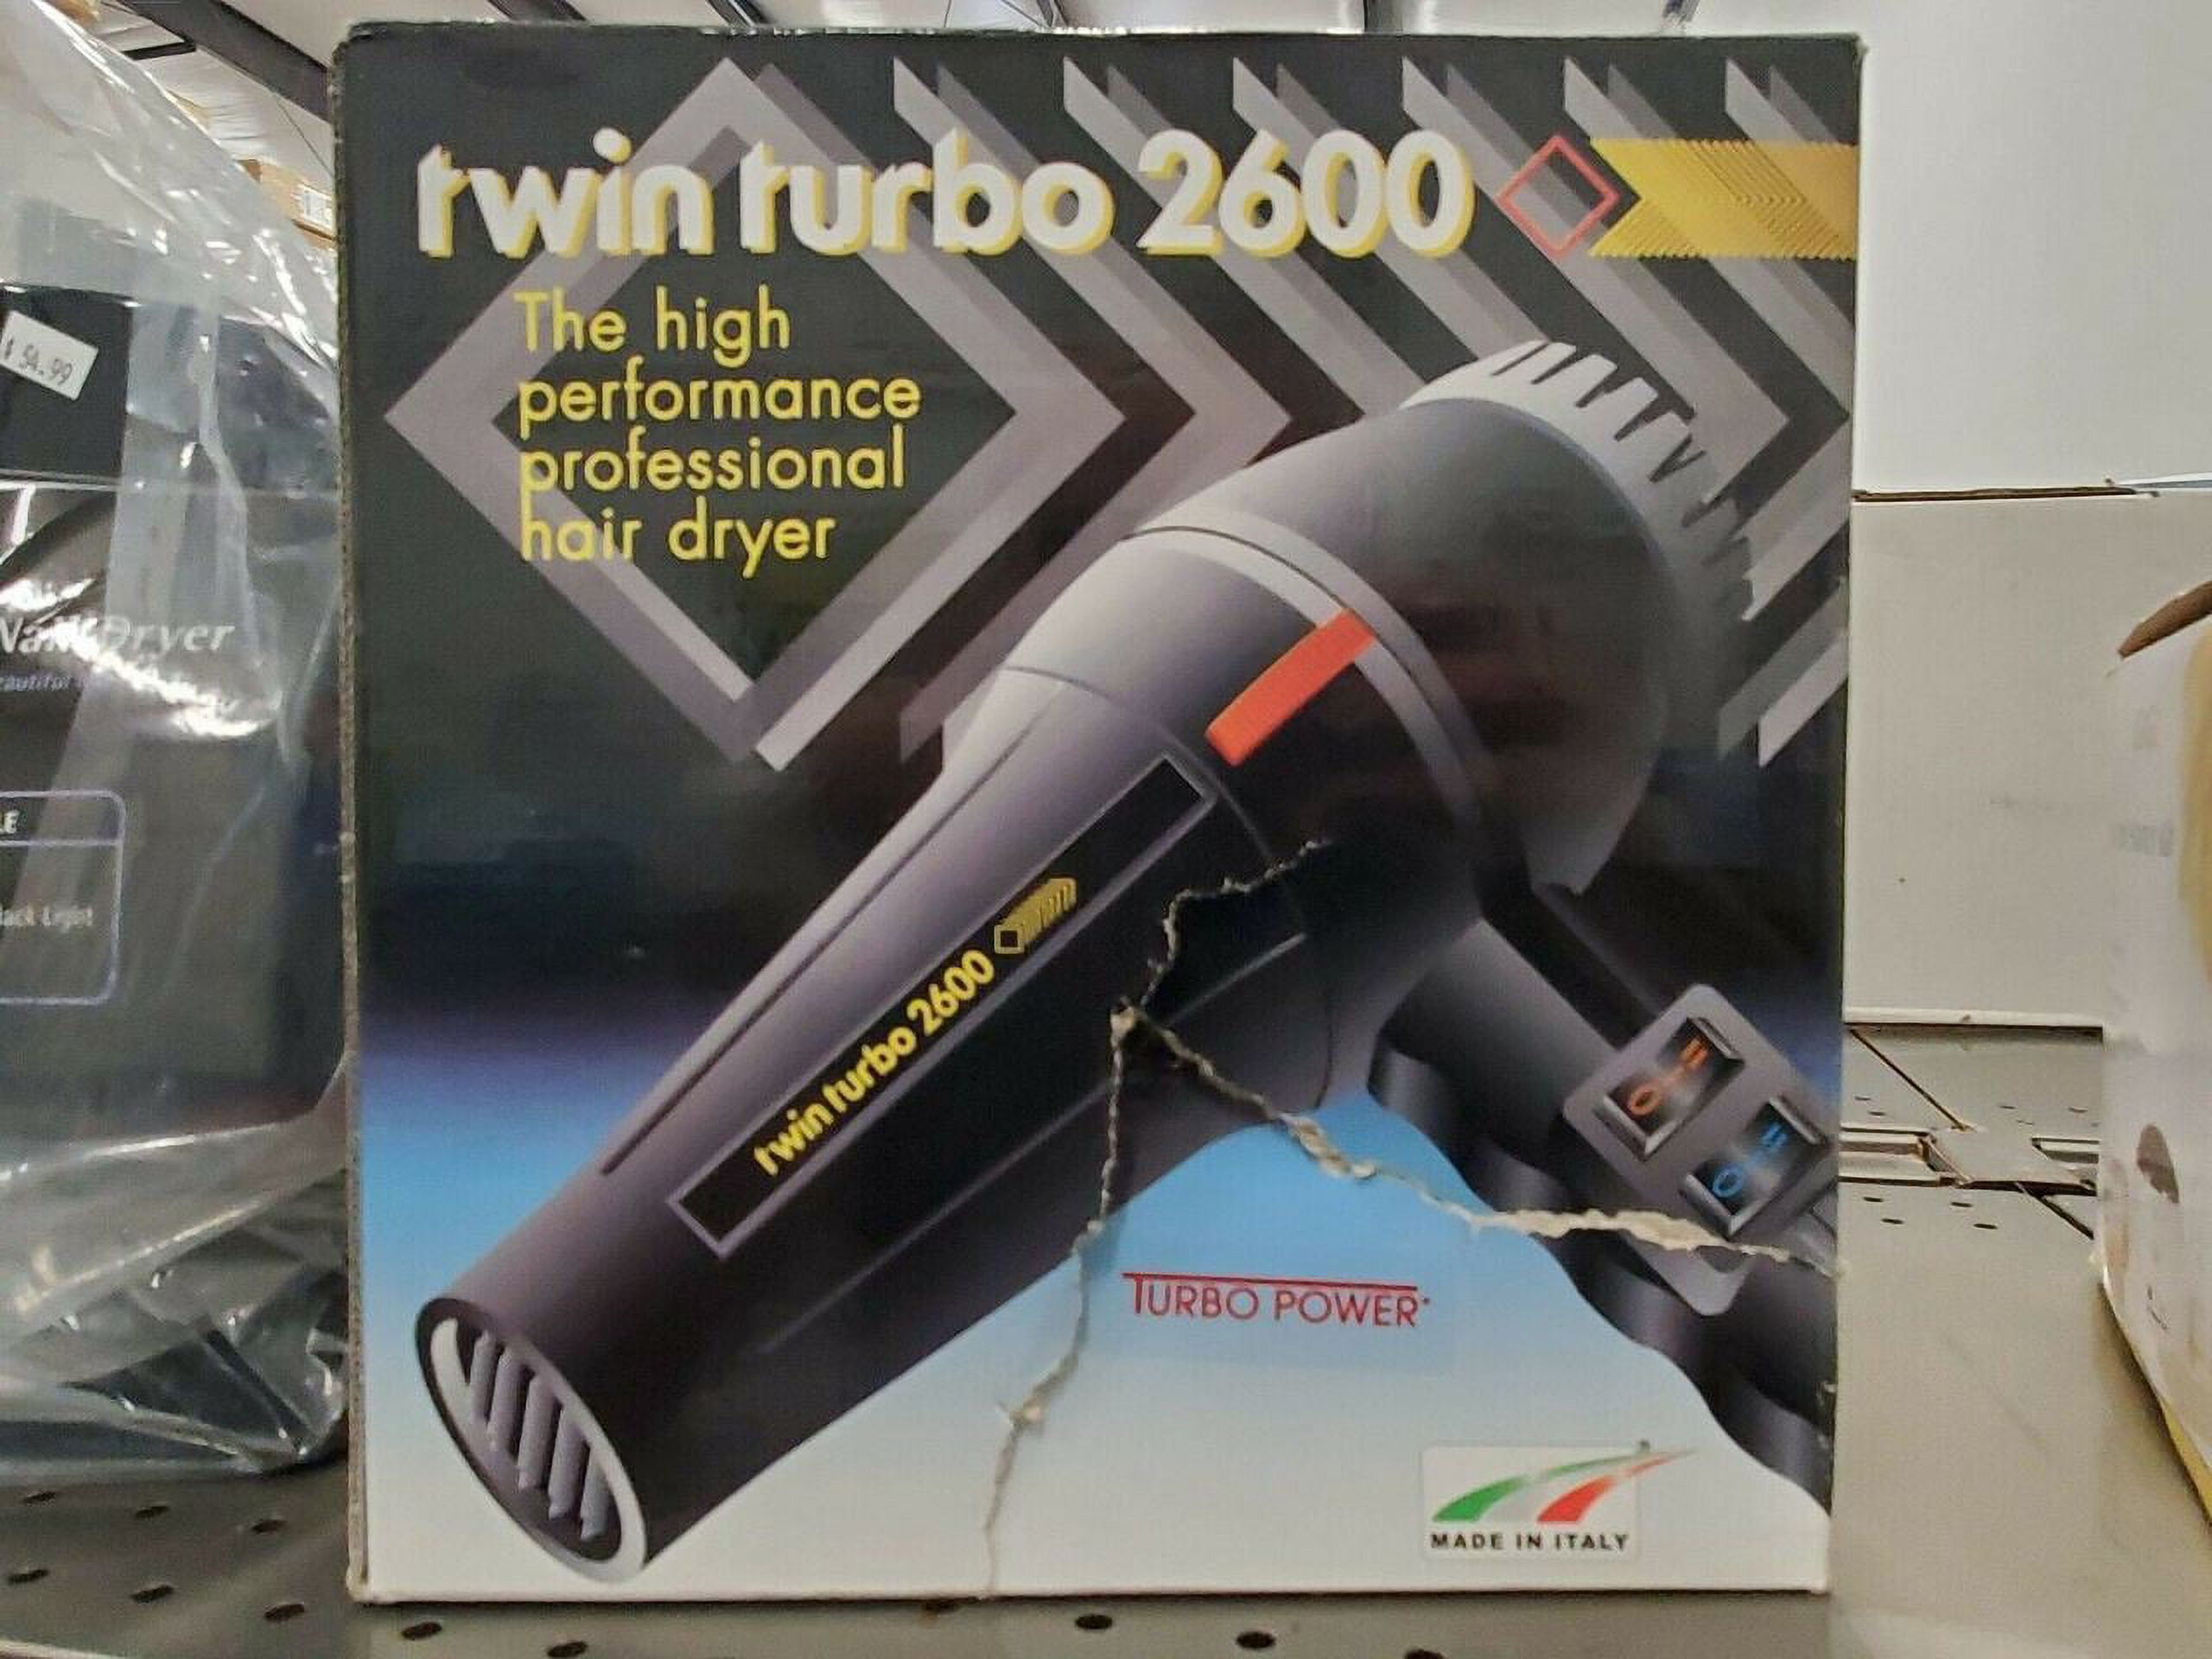 twin turbo 2600
The high
performance
professional
hair dryer
twin turbo 2600
TURBO POWER
MADE IN ITALY
$ 54.99
Dryer